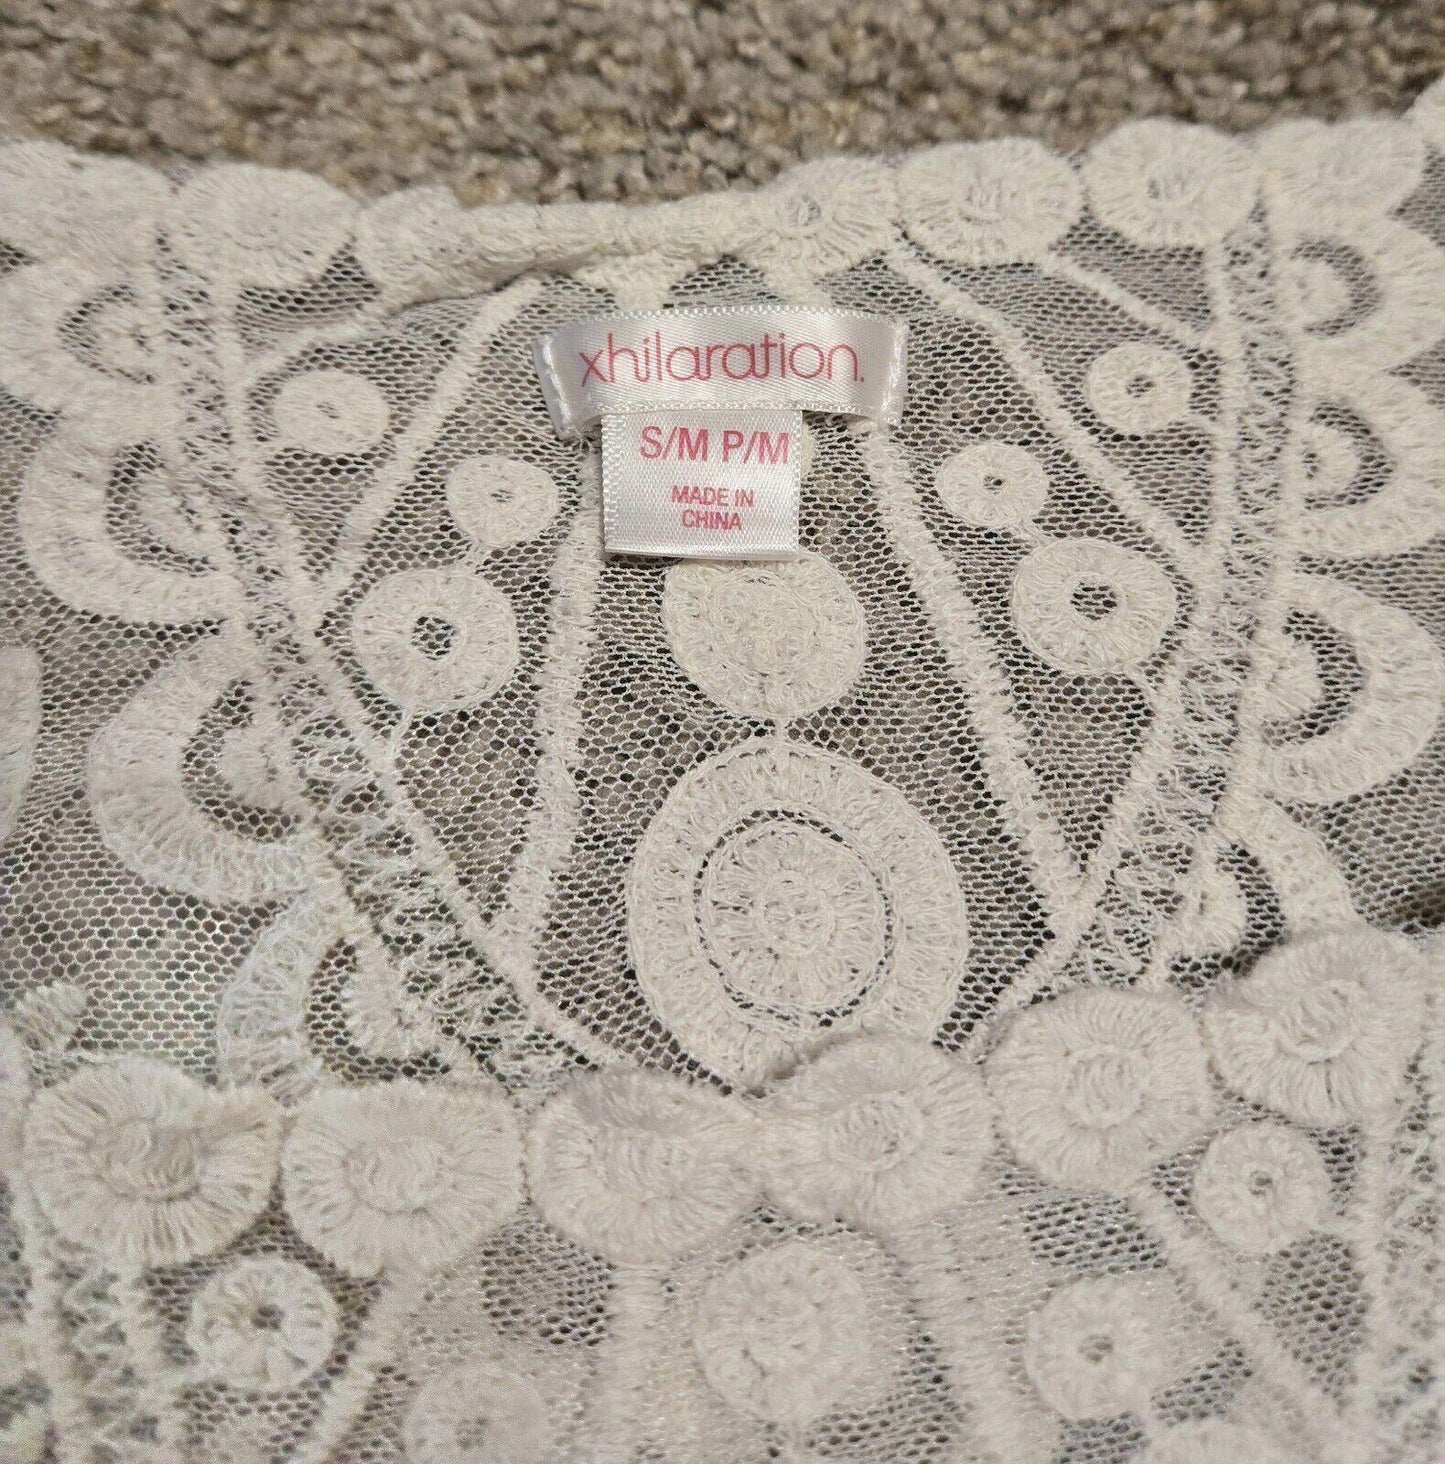 xhilaration.
S/M P/M
MADE IN
CHINA